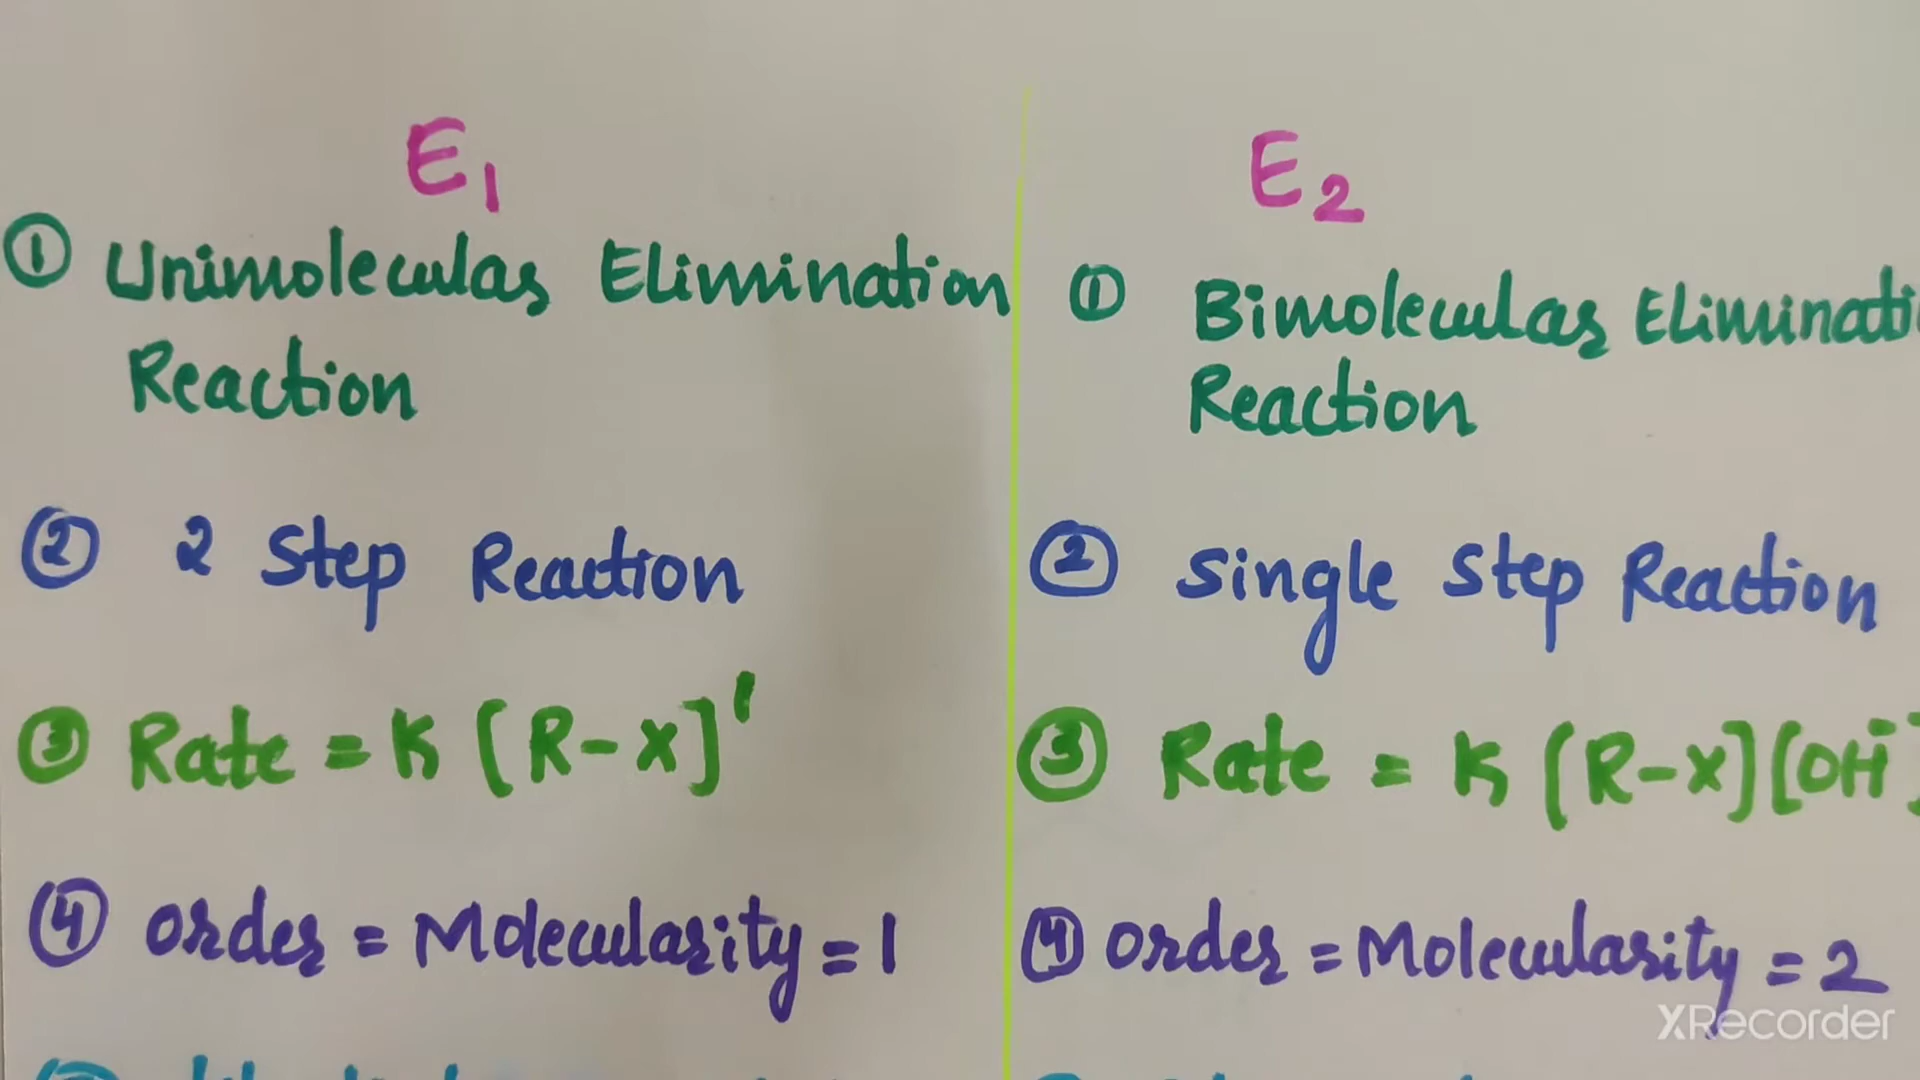 E1
① Unimolecular Elimination
Reaction
② 2 Step Reaction
③ Rate = K [R-X]'
④ order = Molecularity = 1
E2
① Bimolecular Eliminati
Reaction
② Single Step Reaction
③ Rate = K [R-X][OH⁻]
④ order = Molecularity = 2
XRecorder